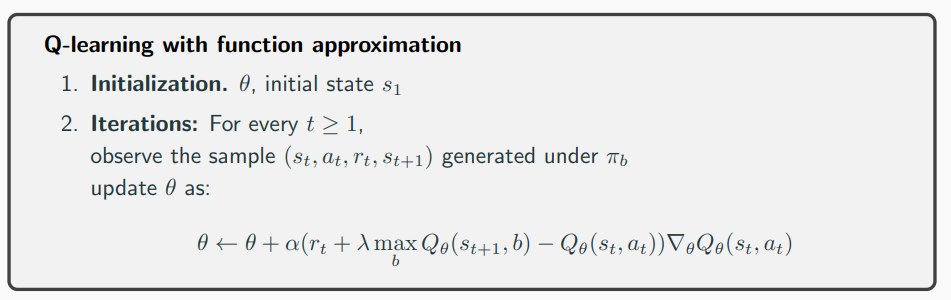 Q-learning with function approximation
1. Initialization. θ, initial state s₁
2. Iterations: For every t ≥ 1,
observe the sample (sₜ, aₜ, rₜ, sₜ₊₁) generated under π_b
update θ as:
θ ← θ + α(rₜ + λ max_b Q_θ(sₜ₊₁, b) − Q_θ(sₜ, aₜ))∇_θQ_θ(sₜ, aₜ)